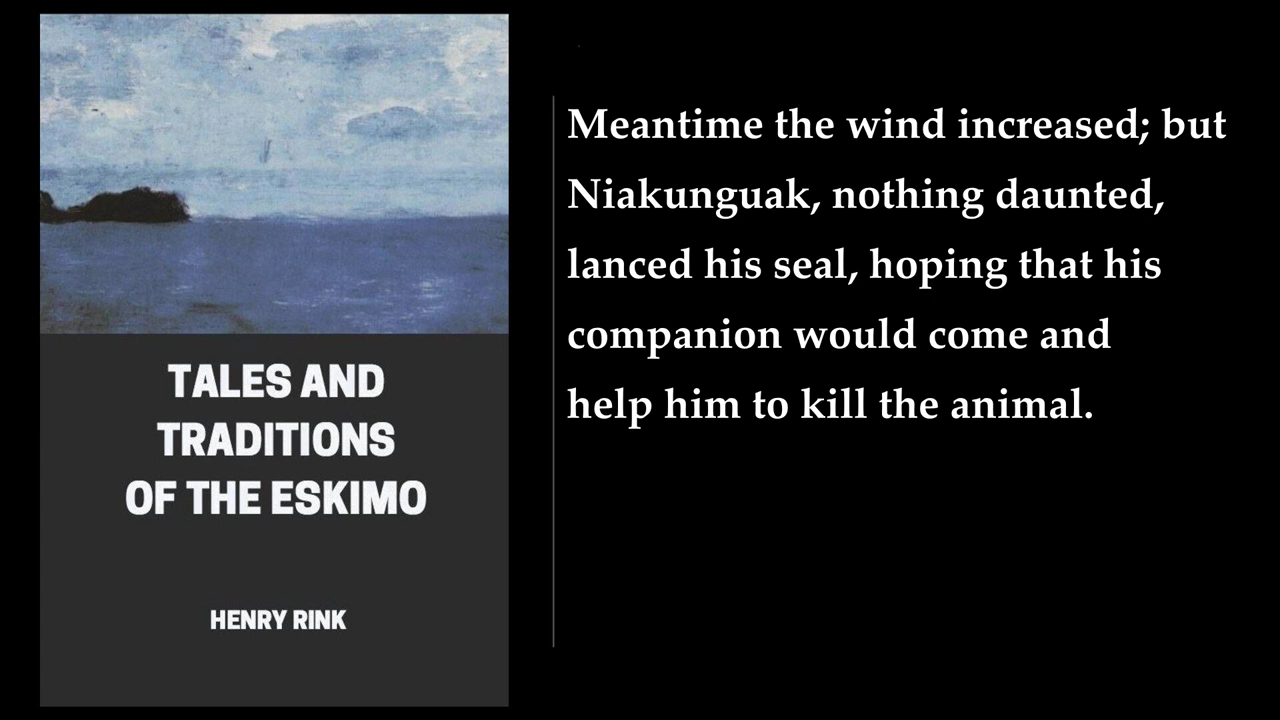 TALES AND
TRADITIONS
OF THE ESKIMO
HENRY RINK
Meantime the wind increased; but
Niakunguak, nothing daunted,
lanced his seal, hoping that his
companion would come and
help him to kill the animal.